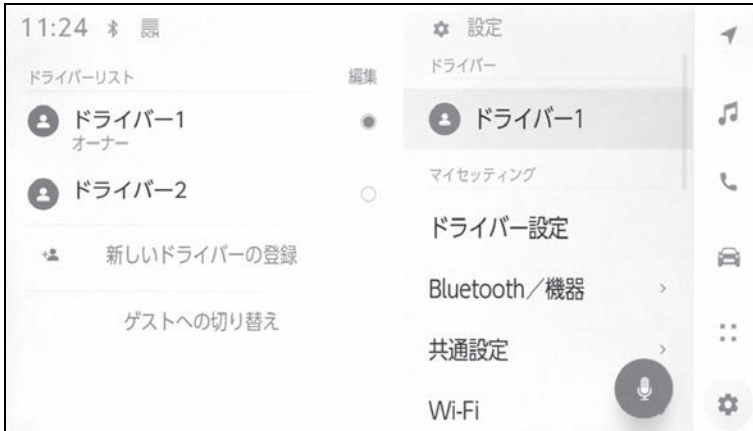 11:24
DCM
ドライバーリスト 編集
ドライバー1
オーナー
ドライバー2
新しいドライバーの登録
ゲストへの切り替え
設定
ドライバー
ドライバー1
マイセッティング
ドライバー設定
Bluetooth／機器
共通設定
Wi-Fi